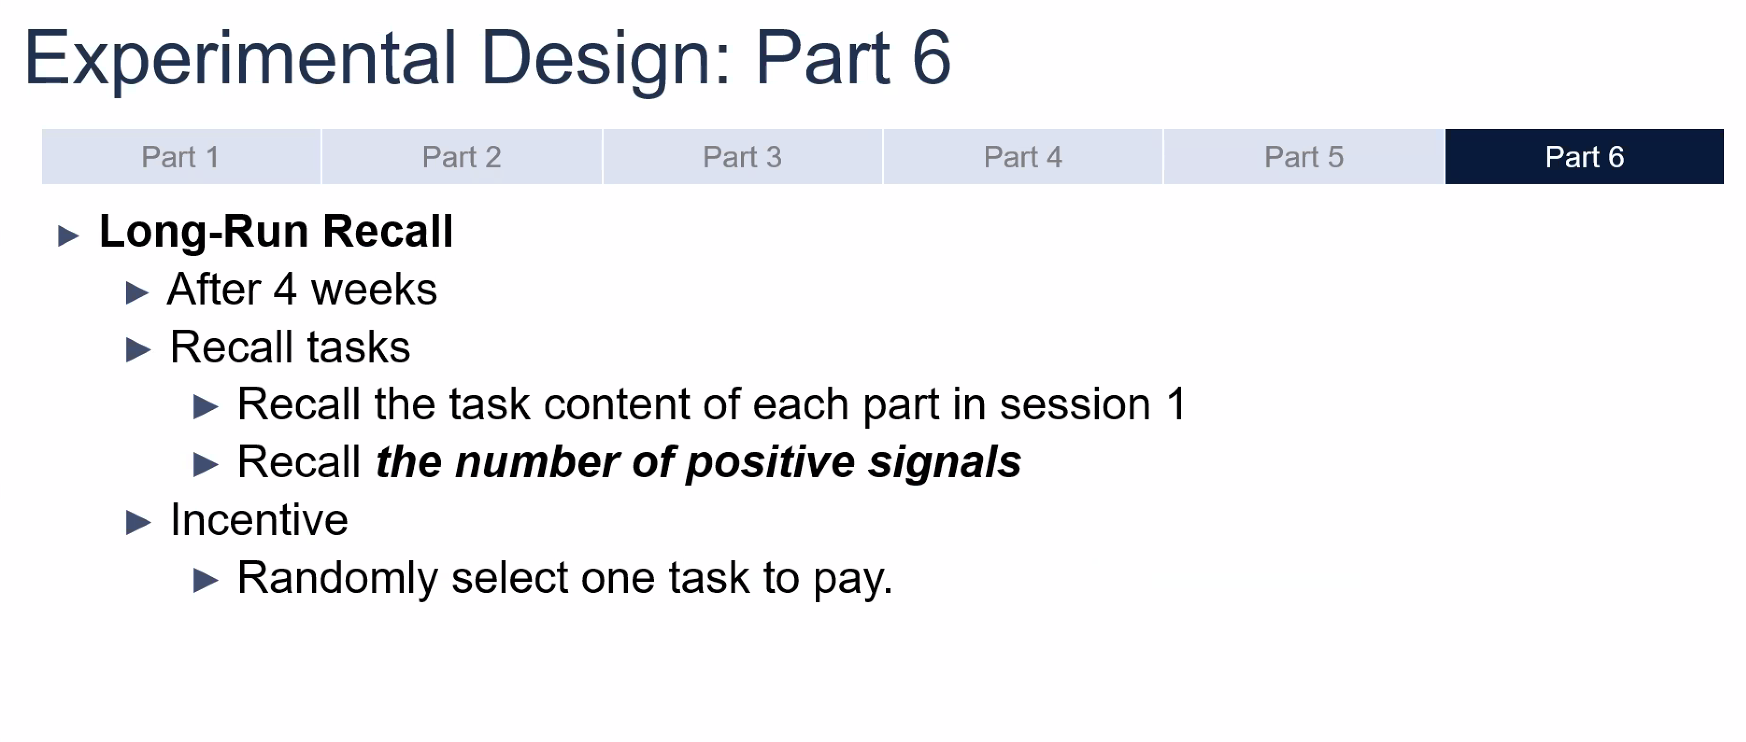 Experimental Design: Part 6
Part 1 Part 2 Part 3 Part 4 Part 5 Part 6
Long-Run Recall
After 4 weeks
Recall tasks
Recall the task content of each part in session 1
Recall the number of positive signals
Incentive
Randomly select one task to pay.